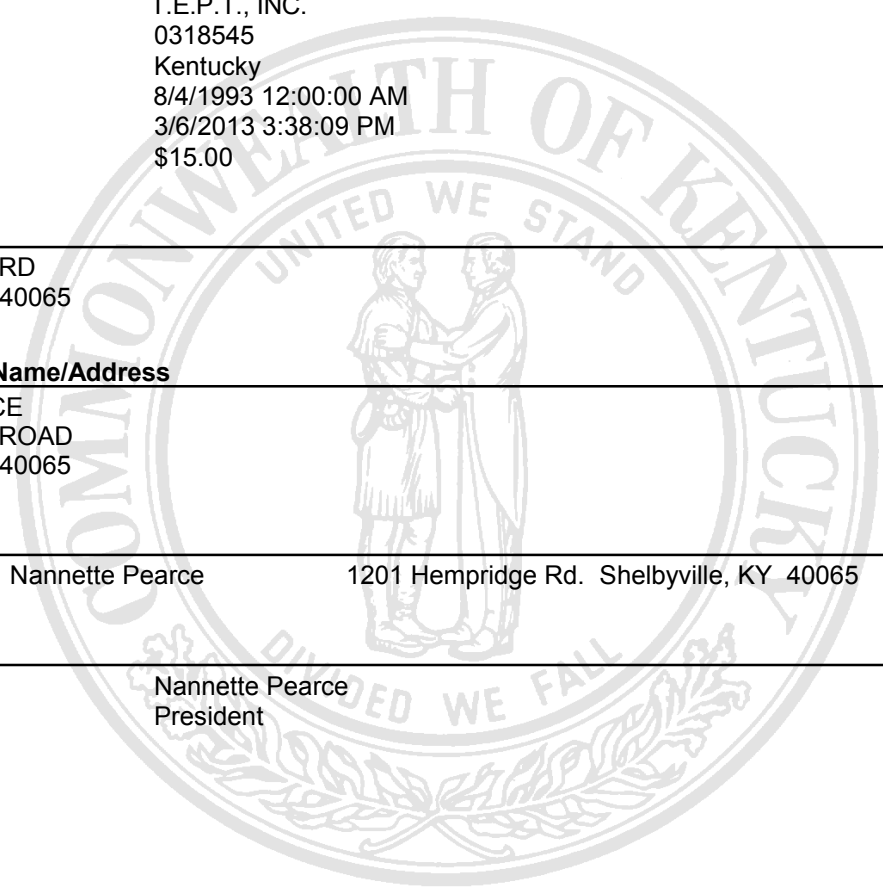 T.E.P.T., INC.
0318545
Kentucky
8/4/1993 12:00:00 AM
3/6/2013 3:38:09 PM
$15.00
COMMONWEALTH OF KENTUCKY
UNITED WE STAND
RD
40065
Name/Address
CE
ROAD
40065
Nannette Pearce 1201 Hempridge Rd. Shelbyville, KY 40065
Nannette Pearce
President
DIVIDED WE FALL